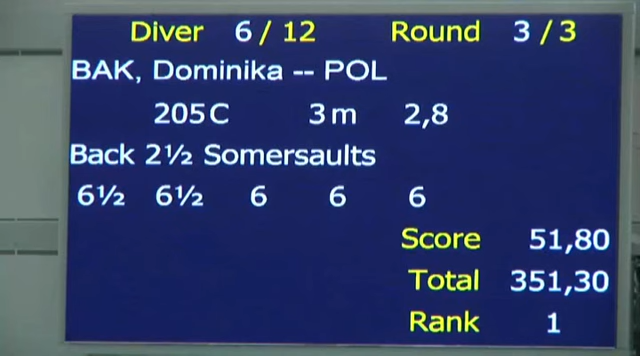 Diver 6 / 12 Round 3 / 3
BAK, Dominika -- POL
205C 3m 2,8
Back 2½ Somersaults
6½ 6½ 6 6 6
Score 51,80
Total 351,30
Rank 1